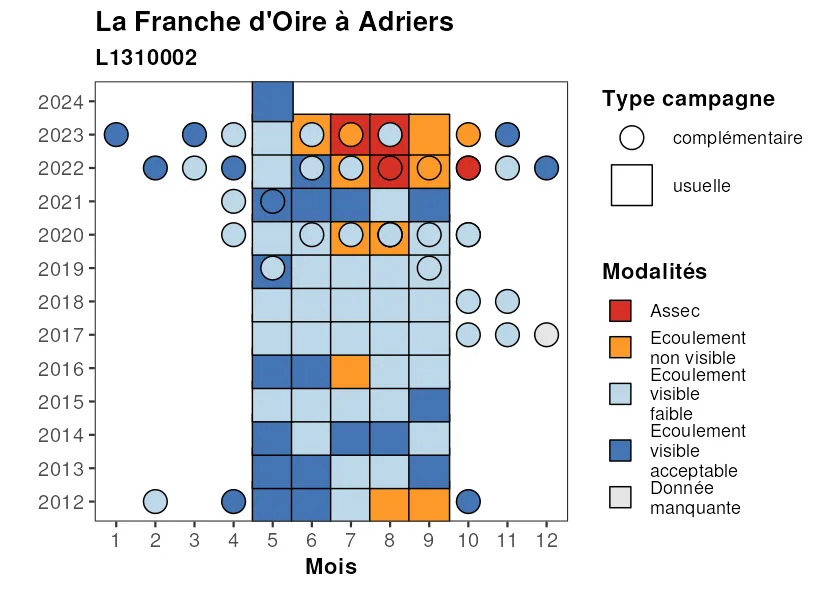 La Franche d'Oire à Adriers
L1310002
2024
2023
2022
2021
2020
2019
2018
2017
2016
2015
2014
2013
2012
1 2 3 4 5 6 7 8 9 10 11 12
Mois
Type campagne
complémentaire
usuelle
Modalités
Assec
Ecoulement
non visible
Ecoulement
visible
faible
Ecoulement
visible
acceptable
Donnée
manquante